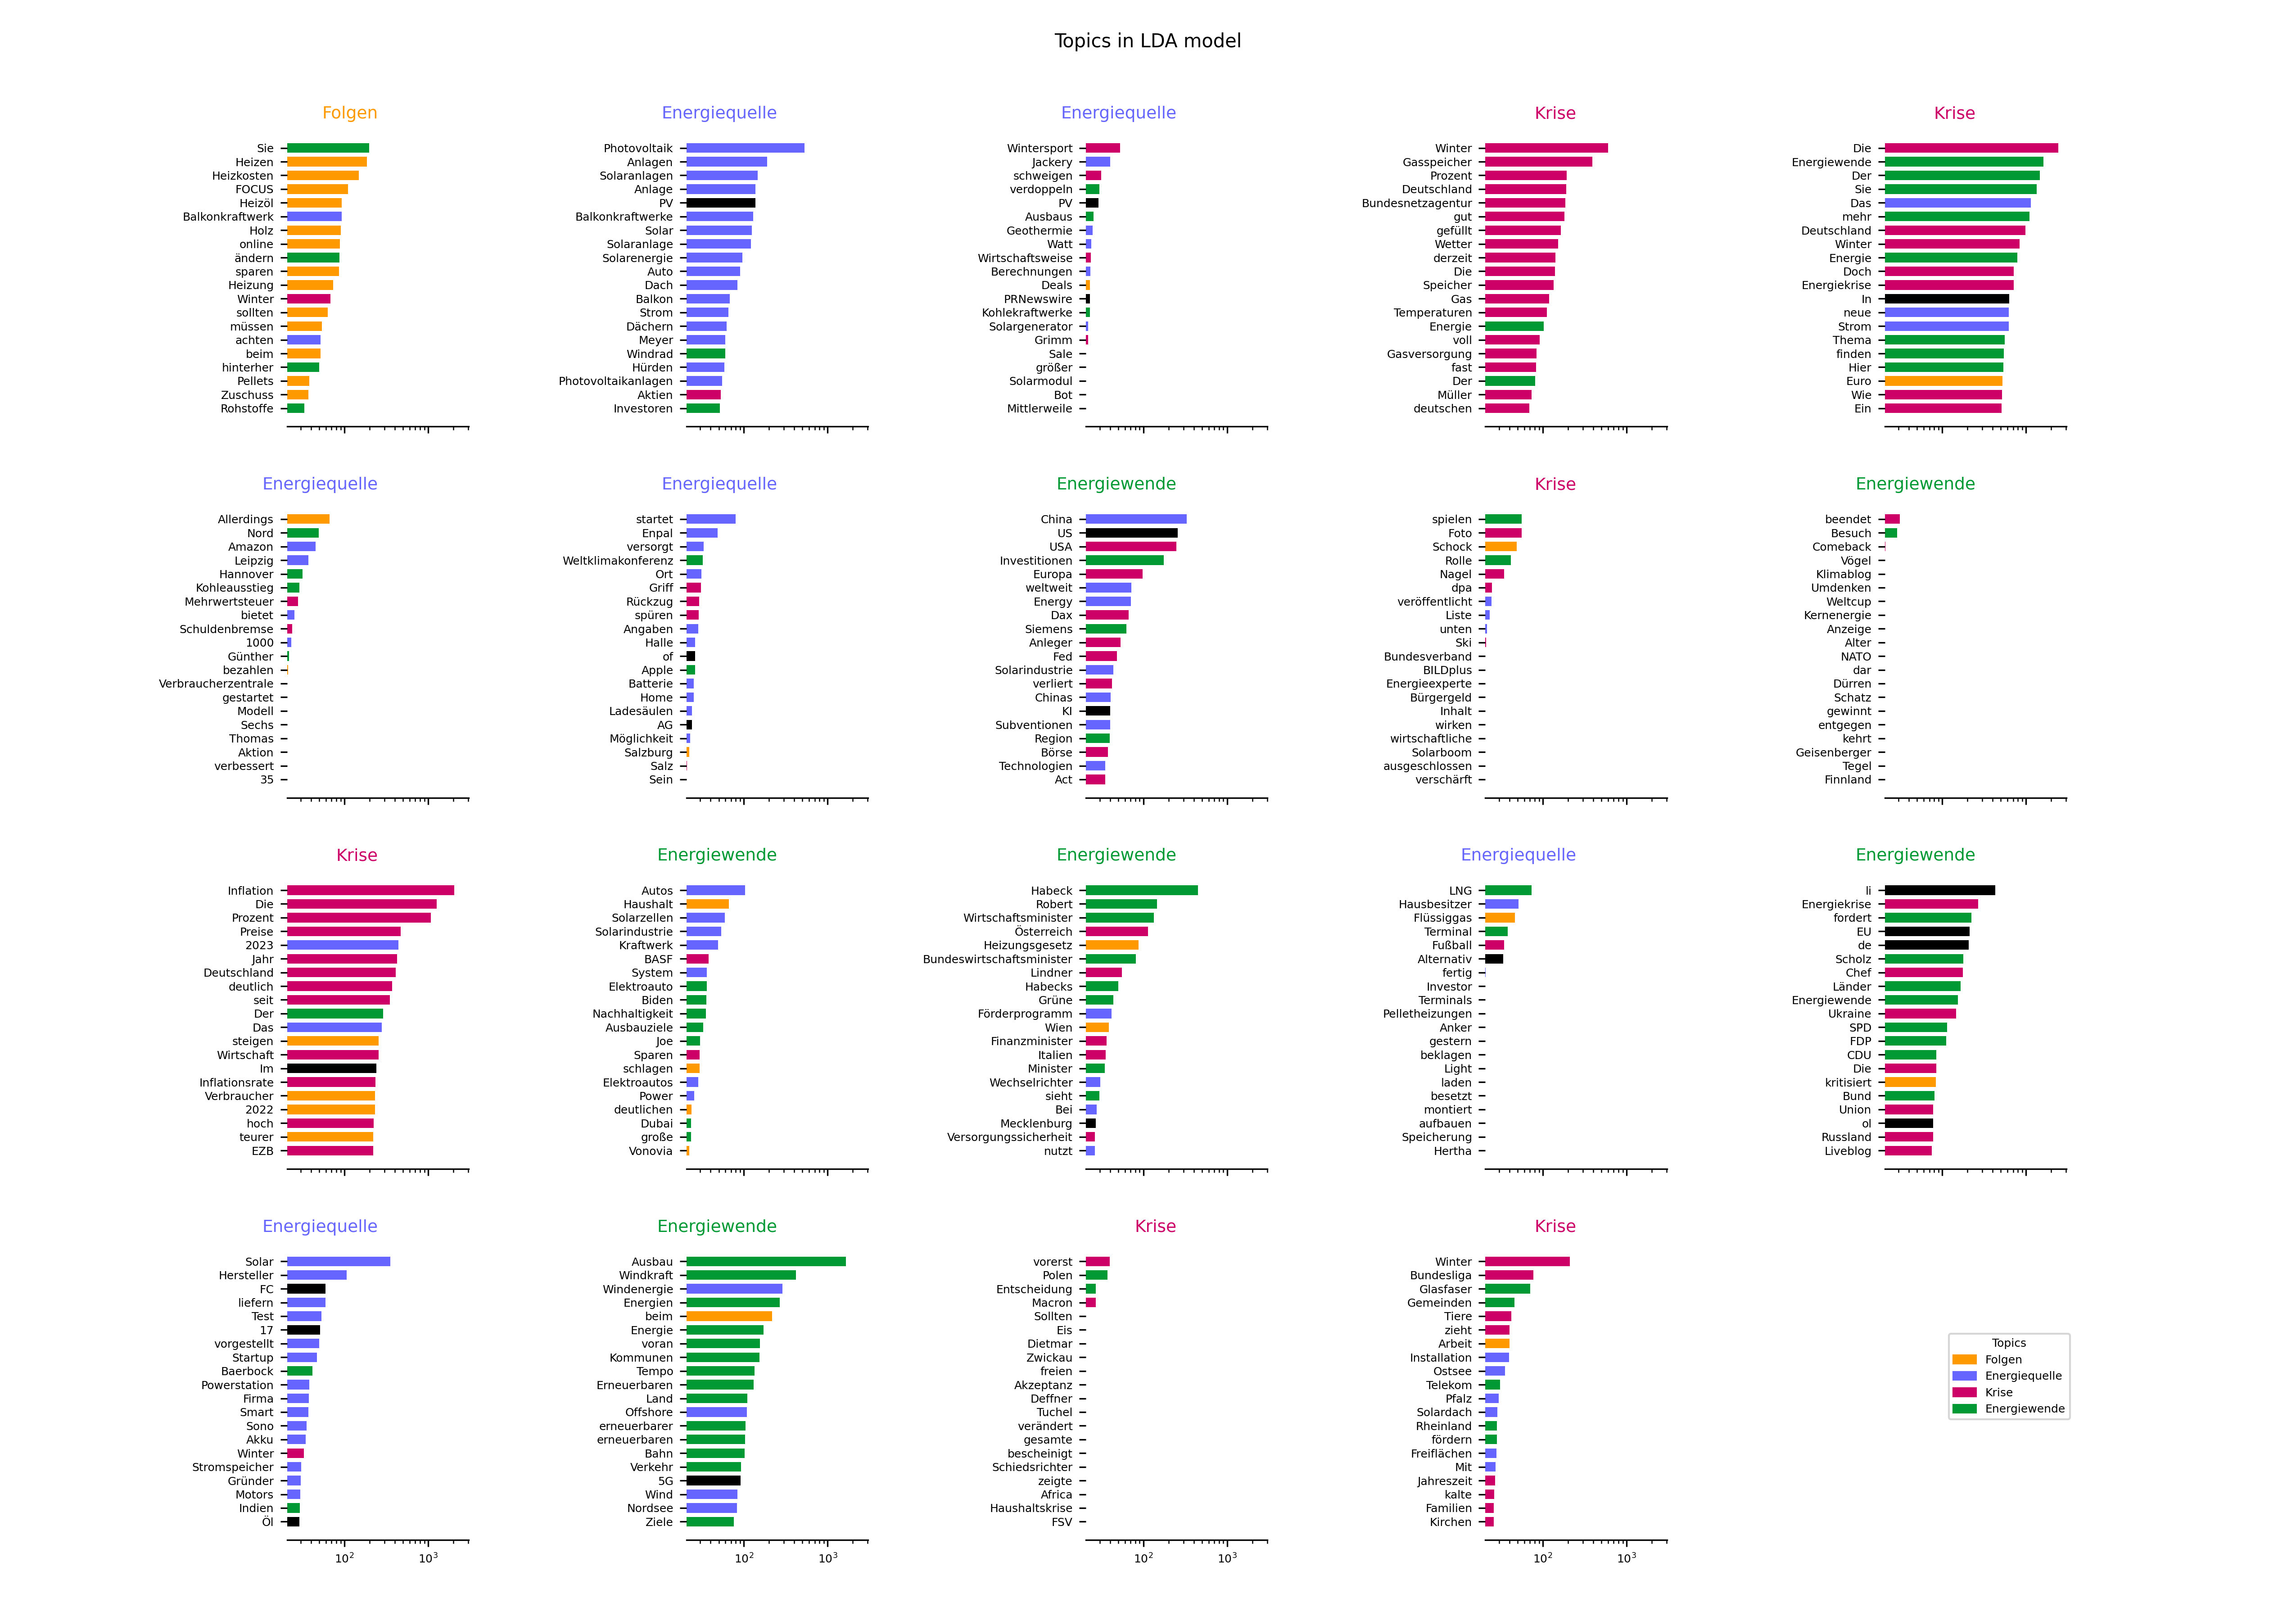 Topics in LDA model
Folgen
Sie
Heizen
Heizkosten
FOCUS
Heizöl
Balkonkraftwerk
Holz
online
ändern
sparen
Heizung
Winter
sollten
müssen
achten
beim
hinterher
Pellets
Zuschuss
Rohstoffe
Energiequelle
Photovoltaik
Anlagen
Solaranlagen
Anlage
PV
Balkonkraftwerke
Solar
Solaranlage
Solarenergie
Auto
Dach
Balkon
Strom
Dächern
Meyer
Windrad
Hürden
Photovoltaikanlagen
Aktien
Investoren
Energiequelle
Wintersport
Jackery
schweigen
verdoppeln
PV
Ausbaus
Geothermie
Watt
Wirtschaftsweise
Berechnungen
Deals
PRNewswire
Kohlekraftwerke
Solargenerator
Grimm
Sale
größer
Solarmodul
Bot
Mittlerweile
Krise
Winter
Gasspeicher
Prozent
Deutschland
Bundesnetzagentur
gut
gefüllt
Wetter
derzeit
Die
Speicher
Gas
Temperaturen
Energie
voll
Gasversorgung
fast
Der
Müller
deutschen
Krise
Die
Energiewende
Der
Sie
Das
mehr
Deutschland
Winter
Energie
Doch
Energiekrise
In
neue
Strom
Thema
finden
Hier
Euro
Wie
Ein
Energiequelle
Allerdings
Nord
Amazon
Leipzig
Hannover
Kohleausstieg
Mehrwertsteuer
bietet
Schuldenbremse
1000
Günther
bezahlen
Verbraucherzentrale
gestartet
Modell
Sechs
Thomas
Aktion
verbessert
35
Energiequelle
startet
Enpal
versorgt
Weltklimakonferenz
Ort
Griff
Rückzug
spüren
Angaben
Halle
of
Apple
Batterie
Home
Ladesäulen
AG
Möglichkeit
Salzburg
Salz
Sein
Energiewende
China
US
USA
Investitionen
Europa
weltweit
Energy
Dax
Siemens
Anleger
Fed
Solarindustrie
verliert
Chinas
KI
Subventionen
Region
Börse
Technologien
Act
Krise
spielen
Foto
Schock
Rolle
Nagel
dpa
veröffentlicht
Liste
unten
Ski
Bundesverband
BILDplus
Energieexperte
Bürgergeld
Inhalt
wirken
wirtschaftliche
Solarboom
ausgeschlossen
verschärft
Energiewende
beendet
Besuch
Comeback
Vögel
Klimablog
Umdenken
Weltcup
Kernenergie
Anzeige
Alter
NATO
dar
Dürren
Schatz
gewinnt
entgegen
kehrt
Geisenberger
Tegel
Finnland
Krise
Inflation
Die
Prozent
Preise
2023
Jahr
Deutschland
deutlich
seit
Der
Das
steigen
Wirtschaft
Im
Inflationsrate
Verbraucher
2022
hoch
teurer
EZB
Energiewende
Autos
Haushalt
Solarzellen
Solarindustrie
Kraftwerk
BASF
System
Elektroauto
Biden
Nachhaltigkeit
Ausbauziele
Joe
Sparen
schlagen
Elektroautos
Power
deutlichen
Dubai
große
Vonovia
Energiewende
Habeck
Robert
Wirtschaftsminister
Österreich
Heizungsgesetz
Bundeswirtschaftsminister
Lindner
Habecks
Grüne
Förderprogramm
Wien
Finanzminister
Italien
Minister
Wechselrichter
sieht
Bei
Mecklenburg
Versorgungssicherheit
nutzt
Energiequelle
LNG
Hausbesitzer
Flüssiggas
Terminal
Fußball
Alternativ
fertig
Investor
Terminals
Pelletheizungen
Anker
gestern
beklagen
Light
laden
besetzt
montiert
aufbauen
Speicherung
Hertha
Energiewende
li
Energiekrise
fordert
EU
de
Scholz
Chef
Länder
Energiewende
Ukraine
SPD
FDP
CDU
Die
kritisiert
Bund
Union
ol
Russland
Liveblog
Energiequelle
Solar
Hersteller
FC
liefern
Test
17
vorgestellt
Startup
Baerbock
Powerstation
Firma
Smart
Sono
Akku
Winter
Stromspeicher
Gründer
Motors
Indien
Öl
10² 10³
Energiewende
Ausbau
Windkraft
Windenergie
Energien
beim
Energie
voran
Kommunen
Tempo
Erneuerbaren
Land
Offshore
erneuerbarer
erneuerbaren
Bahn
Verkehr
5G
Wind
Nordsee
Ziele
10² 10³
Krise
vorerst
Polen
Entscheidung
Macron
Sollten
Eis
Dietmar
Zwickau
freien
Akzeptanz
Deffner
Tuchel
verändert
gesamte
bescheinigt
Schiedsrichter
zeigte
Africa
Haushaltskrise
FSV
10² 10³
Krise
Winter
Bundesliga
Glasfaser
Gemeinden
Tiere
zieht
Arbeit
Installation
Ostsee
Telekom
Pfalz
Solardach
Rheinland
fördern
Freiflächen
Mit
Jahreszeit
kalte
Familien
Kirchen
10² 10³
Topics
Folgen
Energiequelle
Krise
Energiewende